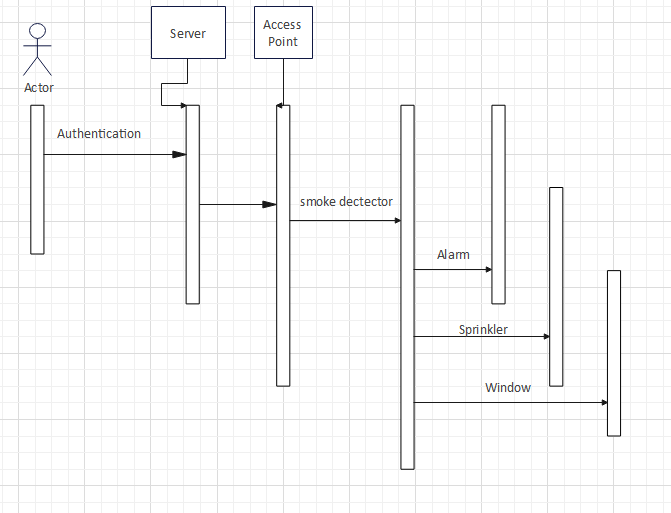 Server
Access
Point
Actor
Authentication
smoke dectector
Alarm
Sprinkler
Window